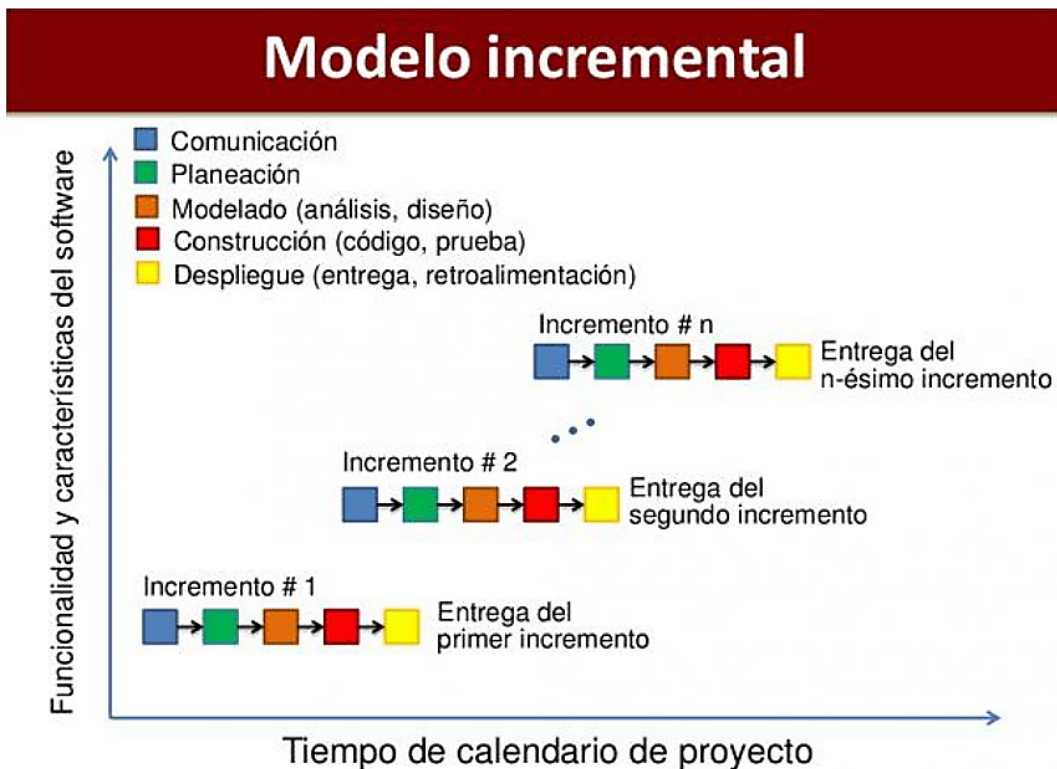 Modelo incremental
Funcionalidad y características del software
Comunicación
Planeación
Modelado (análisis, diseño)
Construcción (código, prueba)
Despliegue (entrega, retroalimentación)
Incremento # n
Entrega del
n-ésimo incremento
Incremento # 2
Entrega del
segundo incremento
Incremento # 1
Entrega del
primer incremento
Tiempo de calendario de proyecto